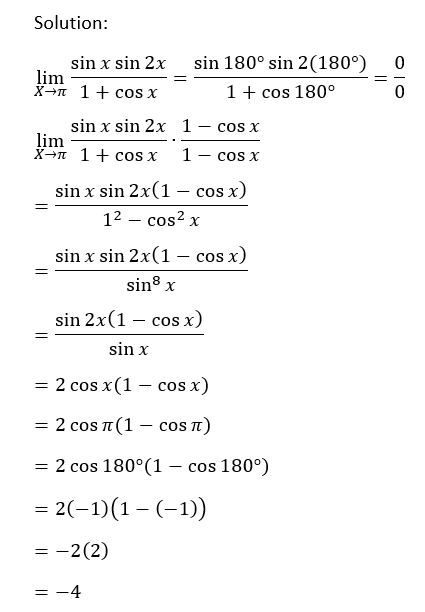 Solution:
lim X→π sin x sin 2x / 1 + cos x = sin 180° sin 2(180°) / 1 + cos 180° = 0 / 0
lim X→π sin x sin 2x / 1 + cos x · 1 − cos x / 1 − cos x
= sin x sin 2x(1 − cos x) / 1² − cos² x
= sin x sin 2x(1 − cos x) / sin⁸ x
= sin 2x(1 − cos x) / sin x
= 2 cos x(1 − cos x)
= 2 cos π(1 − cos π)
= 2 cos 180°(1 − cos 180°)
= 2(−1)(1 − (−1))
= −2(2)
= −4